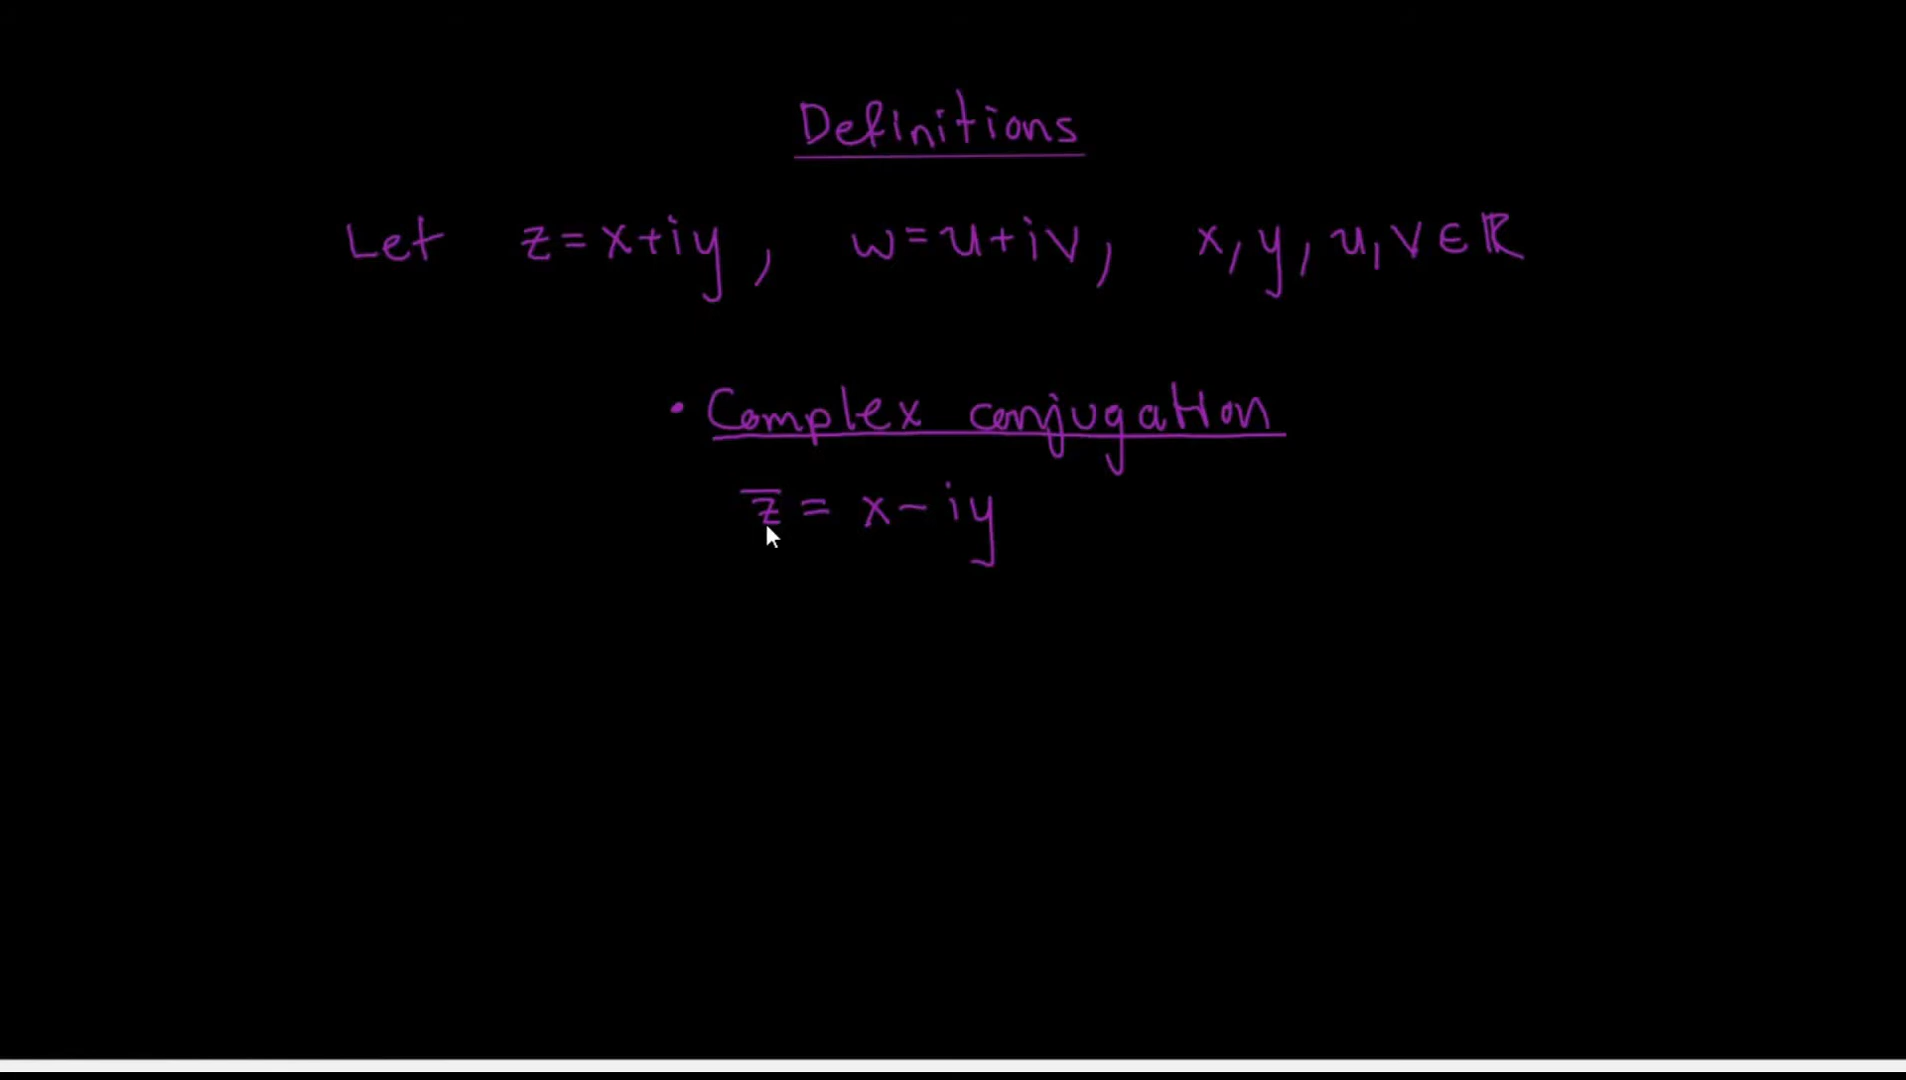 Definitions
Let z=x+iy, w=u+iv, x,y,u,v∈ℝ
• Complex conjugation
z̅ = x-iy